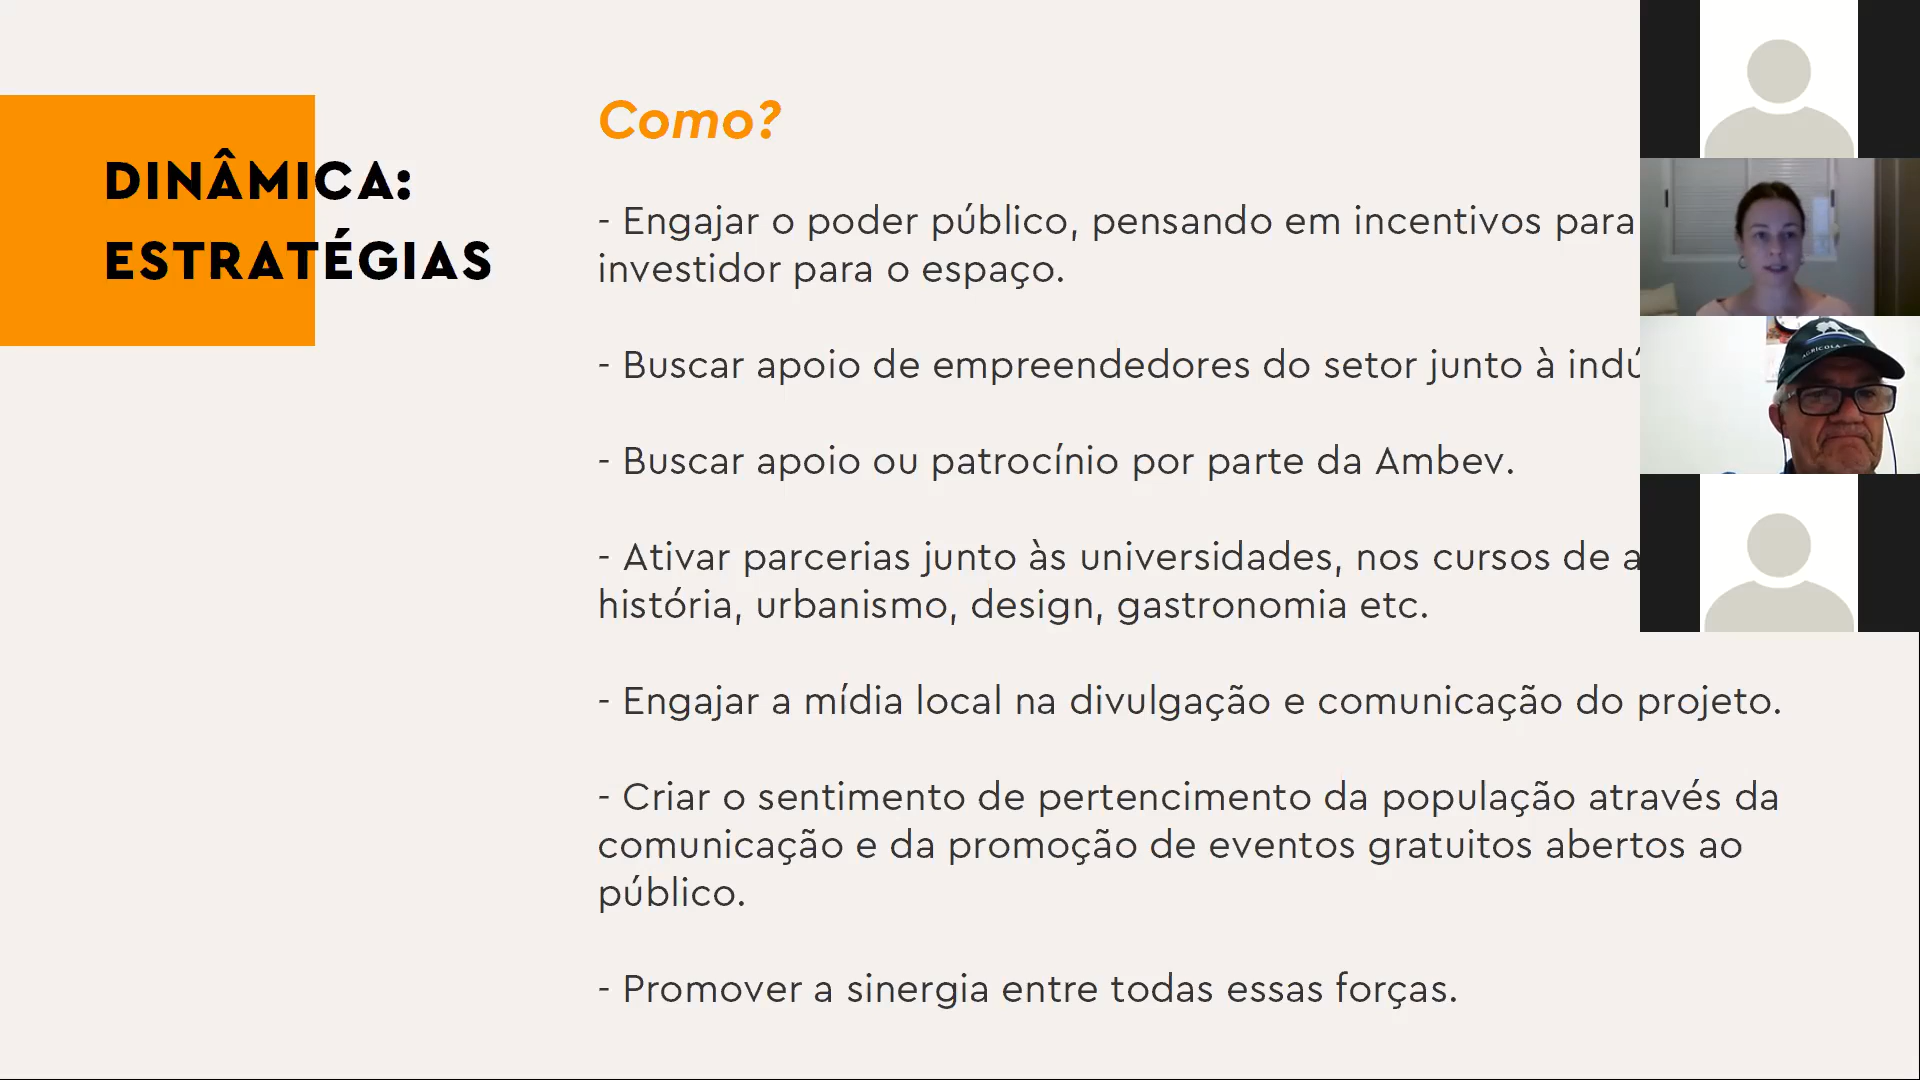 DINÂMICA:
ESTRATÉGIAS
Como?
- Engajar o poder público, pensando em incentivos para
investidor para o espaço.
- Buscar apoio de empreendedores do setor junto à
- Buscar apoio ou patrocínio por parte da Ambev.
- Ativar parcerias junto às universidades, nos cursos de
história, urbanismo, design, gastronomia etc.
- Engajar a mídia local na divulgação e comunicação do projeto.
- Criar o sentimento de pertencimento da população através da
comunicação e da promoção de eventos gratuitos abertos ao
público.
- Promover a sinergia entre todas essas forças.
AGRÍCOLA